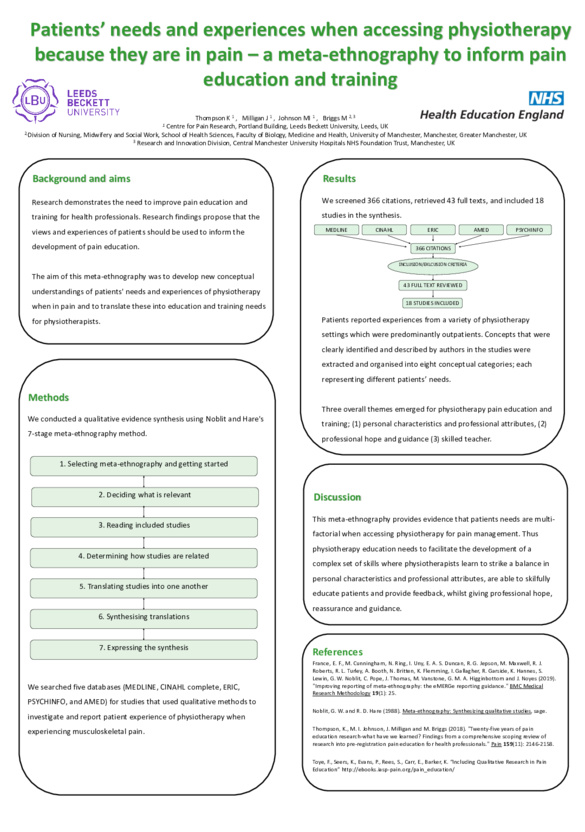 Patients' needs and experiences when accessing physiotherapy
because they are in pain – a meta-ethnography to inform pain
education and training
LBU
LEEDS
BECKETT
UNIVERSITY
NHS
Health Education England
Thompson K ¹ , Milligan J ¹ , Johnson MI ¹ , Briggs M ²,³
¹ Centre for Pain Research, Portland Building, Leeds Beckett University, Leeds, UK
² Division of Nursing, Midwifery and Social Work, School of Health Sciences, Faculty of Biology, Medicine and Health, University of Manchester, Manchester, Greater Manchester, UK
³ Research and Innovation Division, Central Manchester University Hospitals NHS Foundation Trust, Manchester, UK
Background and aims
Research demonstrates the need to improve pain education and
training for health professionals. Research findings propose that the
views and experiences of patients should be used to inform the
development of pain education.
The aim of this meta-ethnography was to develop new conceptual
understandings of patients' needs and experiences of physiotherapy
when in pain and to translate these into education and training needs
for physiotherapists.
Methods
We conducted a qualitative evidence synthesis using Noblit and Hare's
7-stage meta-ethnography method.
1. Selecting meta-ethnography and getting started
2. Deciding what is relevant
3. Reading included studies
4. Determining how studies are related
5. Translating studies into one another
6. Synthesising translations
7. Expressing the synthesis
We searched five databases (MEDLINE, CINAHL complete, ERIC,
PSYCHINFO, and AMED) for studies that used qualitative methods to
investigate and report patient experience of physiotherapy when
experiencing musculoskeletal pain.
Results
We screened 366 citations, retrieved 43 full texts, and included 18
studies in the synthesis.
MEDLINE CINAHL ERIC AMED PSYCHINFO
366 CITATIONS
INCLUSION/EXCLUSION CRITERIA
43 FULL TEXT REVIEWED
18 STUDIES INCLUDED
Patients reported experiences from a variety of physiotherapy
settings which were predominantly outpatients. Concepts that were
clearly identified and described by authors in the studies were
extracted and organised into eight conceptual categories; each
representing different patients' needs.
Three overall themes emerged for physiotherapy pain education and
training; (1) personal characteristics and professional attributes, (2)
professional hope and guidance (3) skilled teacher.
Discussion
This meta-ethnography provides evidence that patients needs are multi-
factorial when accessing physiotherapy for pain management. Thus
physiotherapy education needs to facilitate the development of a
complex set of skills where physiotherapists learn to strike a balance in
personal characteristics and professional attributes, are able to skilfully
educate patients and provide feedback, whilst giving professional hope,
reassurance and guidance.
References
France, E. F., M. Cunningham, N. Ring, I. Uny, E. A. S. Duncan, R. G. Jepson, M. Maxwell, R. J.
Roberts, R. L. Turley, A. Booth, N. Britten, K. Flemming, I. Gallagher, R. Garside, K. Hannes, S.
Lewin, G. W. Noblit, C. Pope, J. Thomas, M. Vanstone, G. M. A. Higginbottom and J. Noyes (2019).
"Improving reporting of meta-ethnography: the eMERGe reporting guidance." BMC Medical
Research Methodology 19(1): 25.
Noblit, G. W. and R. D. Hare (1988). Meta-ethnography: Synthesizing qualitative studies, sage.
Thompson, K., M. I. Johnson, J. Milligan and M. Briggs (2018). "Twenty-five years of pain
education research-what have we learned? Findings from a comprehensive scoping review of
research into pre-registration pain education for health professionals." Pain 159(11): 2146-2158.
Toye, F., Seers, K., Evans, P., Rees, S., Carr, E., Barker, K. "Including Qualitative Research in Pain
Education" http://ebooks.iasp-pain.org/pain_education/